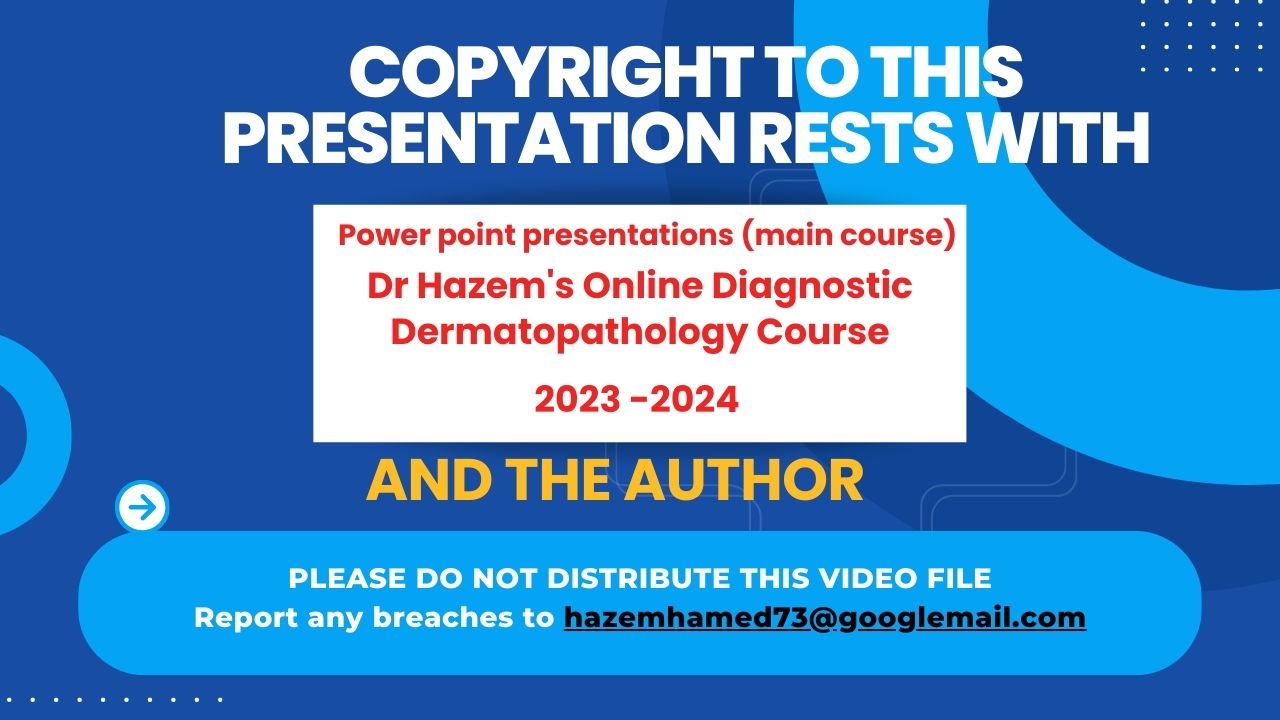 COPYRIGHT TO THIS
PRESENTATION RESTS WITH
Power point presentations (main course)
Dr Hazem's Online Diagnostic
Dermatopathology Course
2023 -2024
AND THE AUTHOR
PLEASE DO NOT DISTRIBUTE THIS VIDEO FILE
Report any breaches to hazemhamed73@googlemail.com